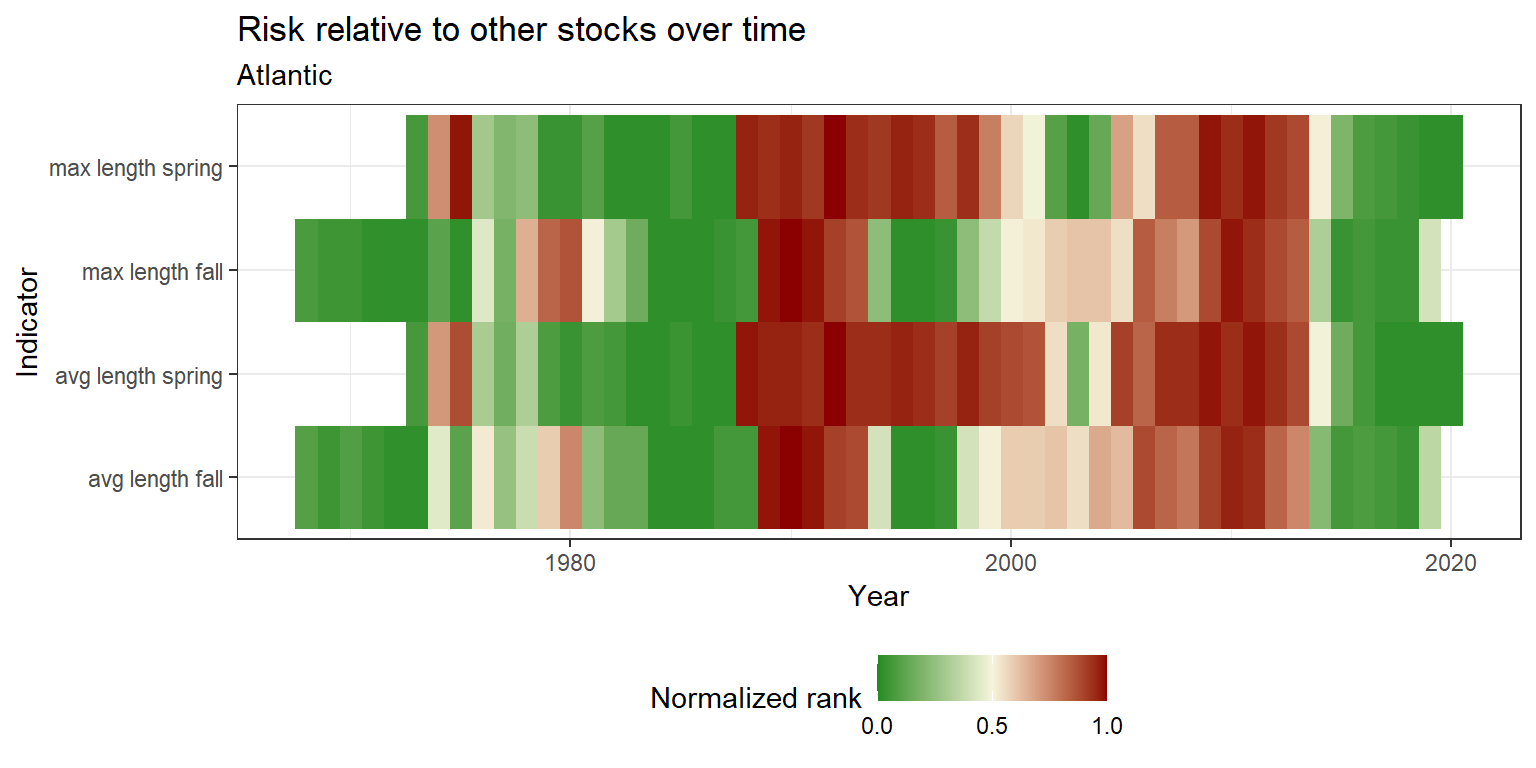 Risk relative to other stocks over time
Atlantic
Indicator
max length spring
max length fall
avg length spring
avg length fall
1980
2000
2020
Year
Normalized rank
0.0
0.5
1.0